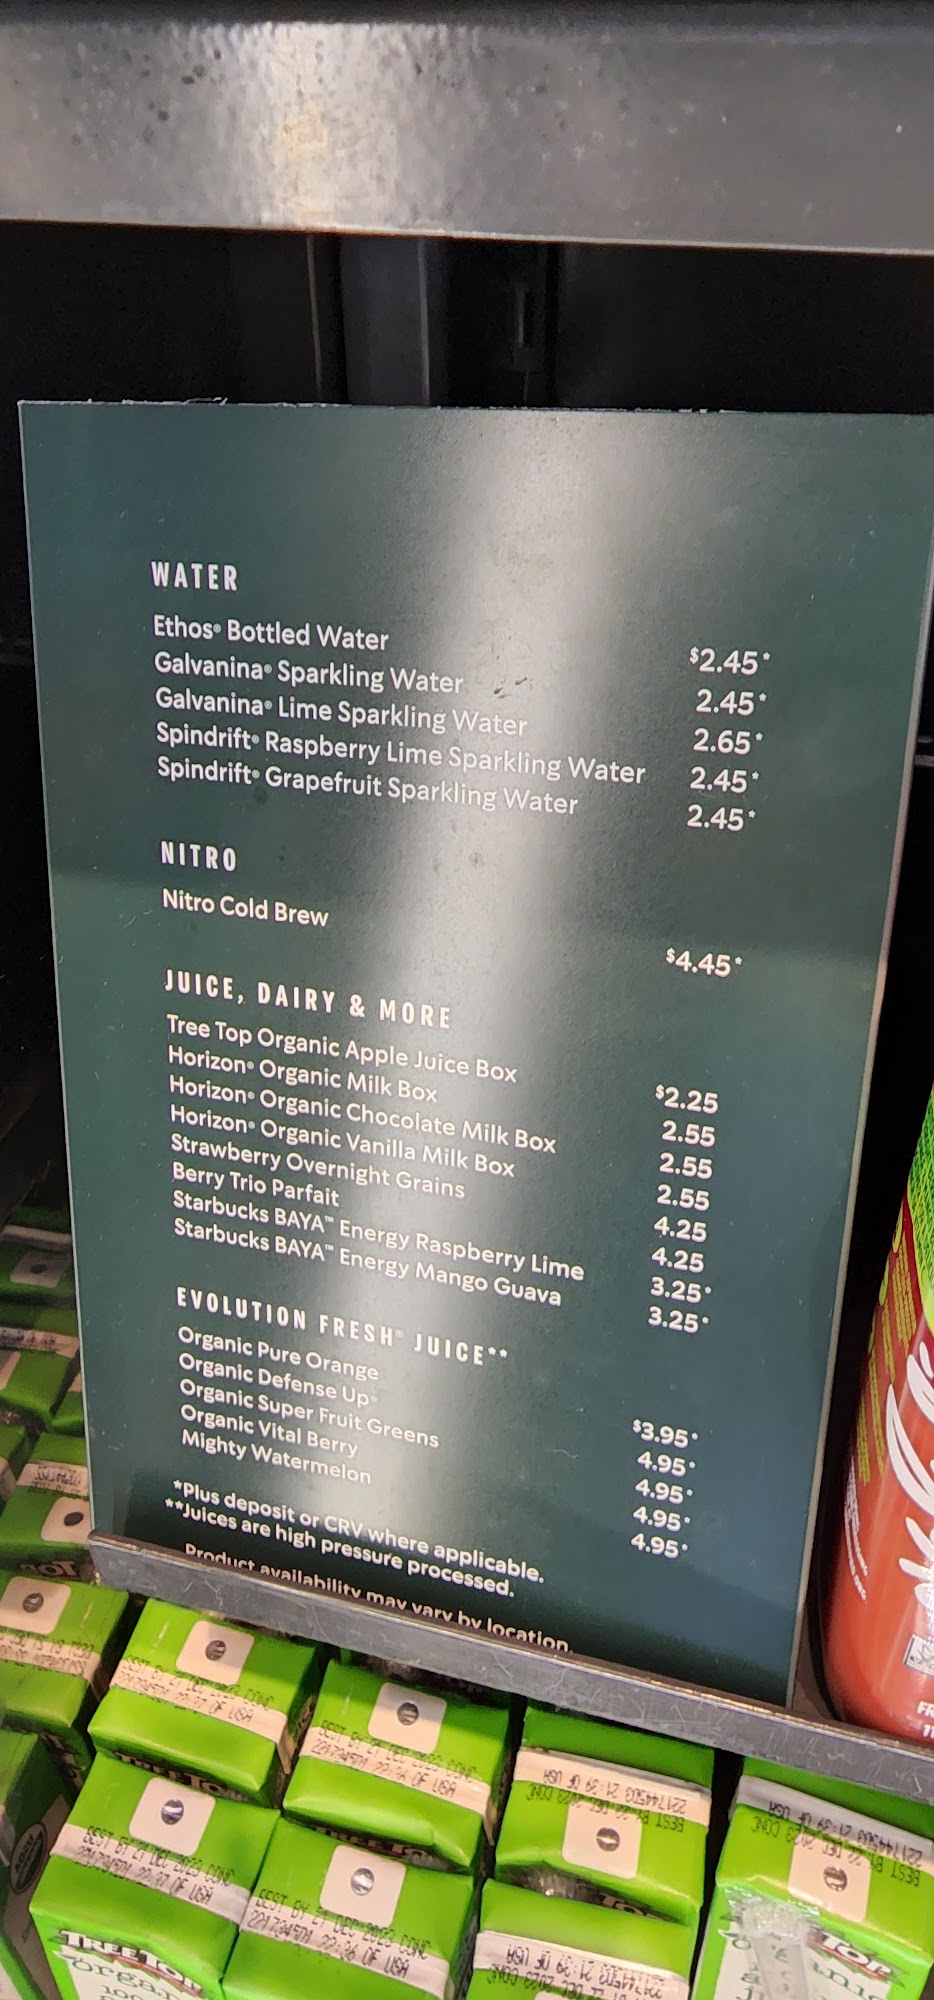 WATER
Ethos® Bottled Water $2.45*
Galvanina® Sparkling Water 2.45*
Galvanina® Lime Sparkling Water 2.65*
Spindrift® Raspberry Lime Sparkling Water 2.45*
Spindrift® Grapefruit Sparkling Water 2.45*
NITRO
Nitro Cold Brew $4.45*
JUICE, DAIRY & MORE
Tree Top Organic Apple Juice Box $2.25
Horizon® Organic Milk Box 2.55
Horizon® Organic Chocolate Milk Box 2.55
Horizon® Organic Vanilla Milk Box 2.55
Strawberry Overnight Grains 4.25
Berry Trio Parfait 4.25
Starbucks BAYA™ Energy Raspberry Lime 3.25*
Starbucks BAYA™ Energy Mango Guava 3.25*
EVOLUTION FRESH® JUICE**
Organic Pure Orange $3.95*
Organic Defense Up® 4.95*
Organic Super Fruit Greens 4.95*
Organic Vital Berry 4.95*
Mighty Watermelon 4.95*
*Plus deposit or CRV where applicable.
**Juices are high pressure processed.
Product availability may vary by location.
TREE TOP
organic
100
TOP